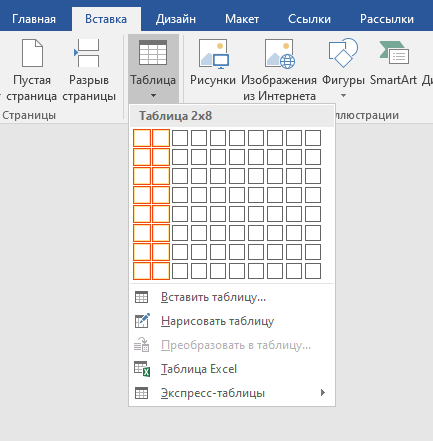 Главная Вставка Дизайн Макет Ссылки Рассылки
Пустая страница
Разрыв страницы
Таблица
Рисунки
Изображения из Интернета
Фигуры
SmartArt
Страницы
ллюстрации
Таблица 2x8
Вставить таблицу...
Нарисовать таблицу
Преобразовать в таблицу...
Таблица Excel
Экспресс-таблицы